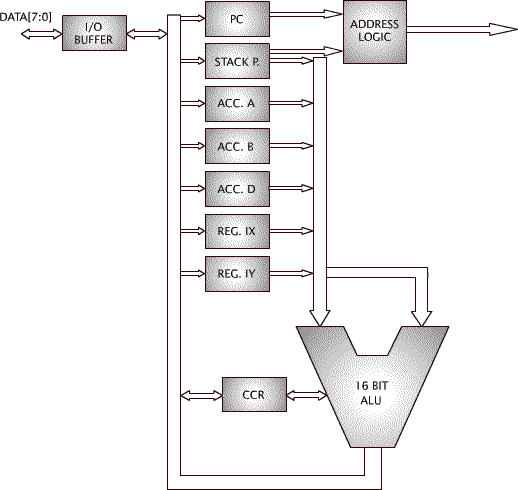 DATA[7:0]
I/O
BUFFER
PC
ADDRESS
LOGIC
STACK P.
ACC. A
ACC. B
ACC. D
REG. IX
REG. IY
CCR
16 BIT
ALU